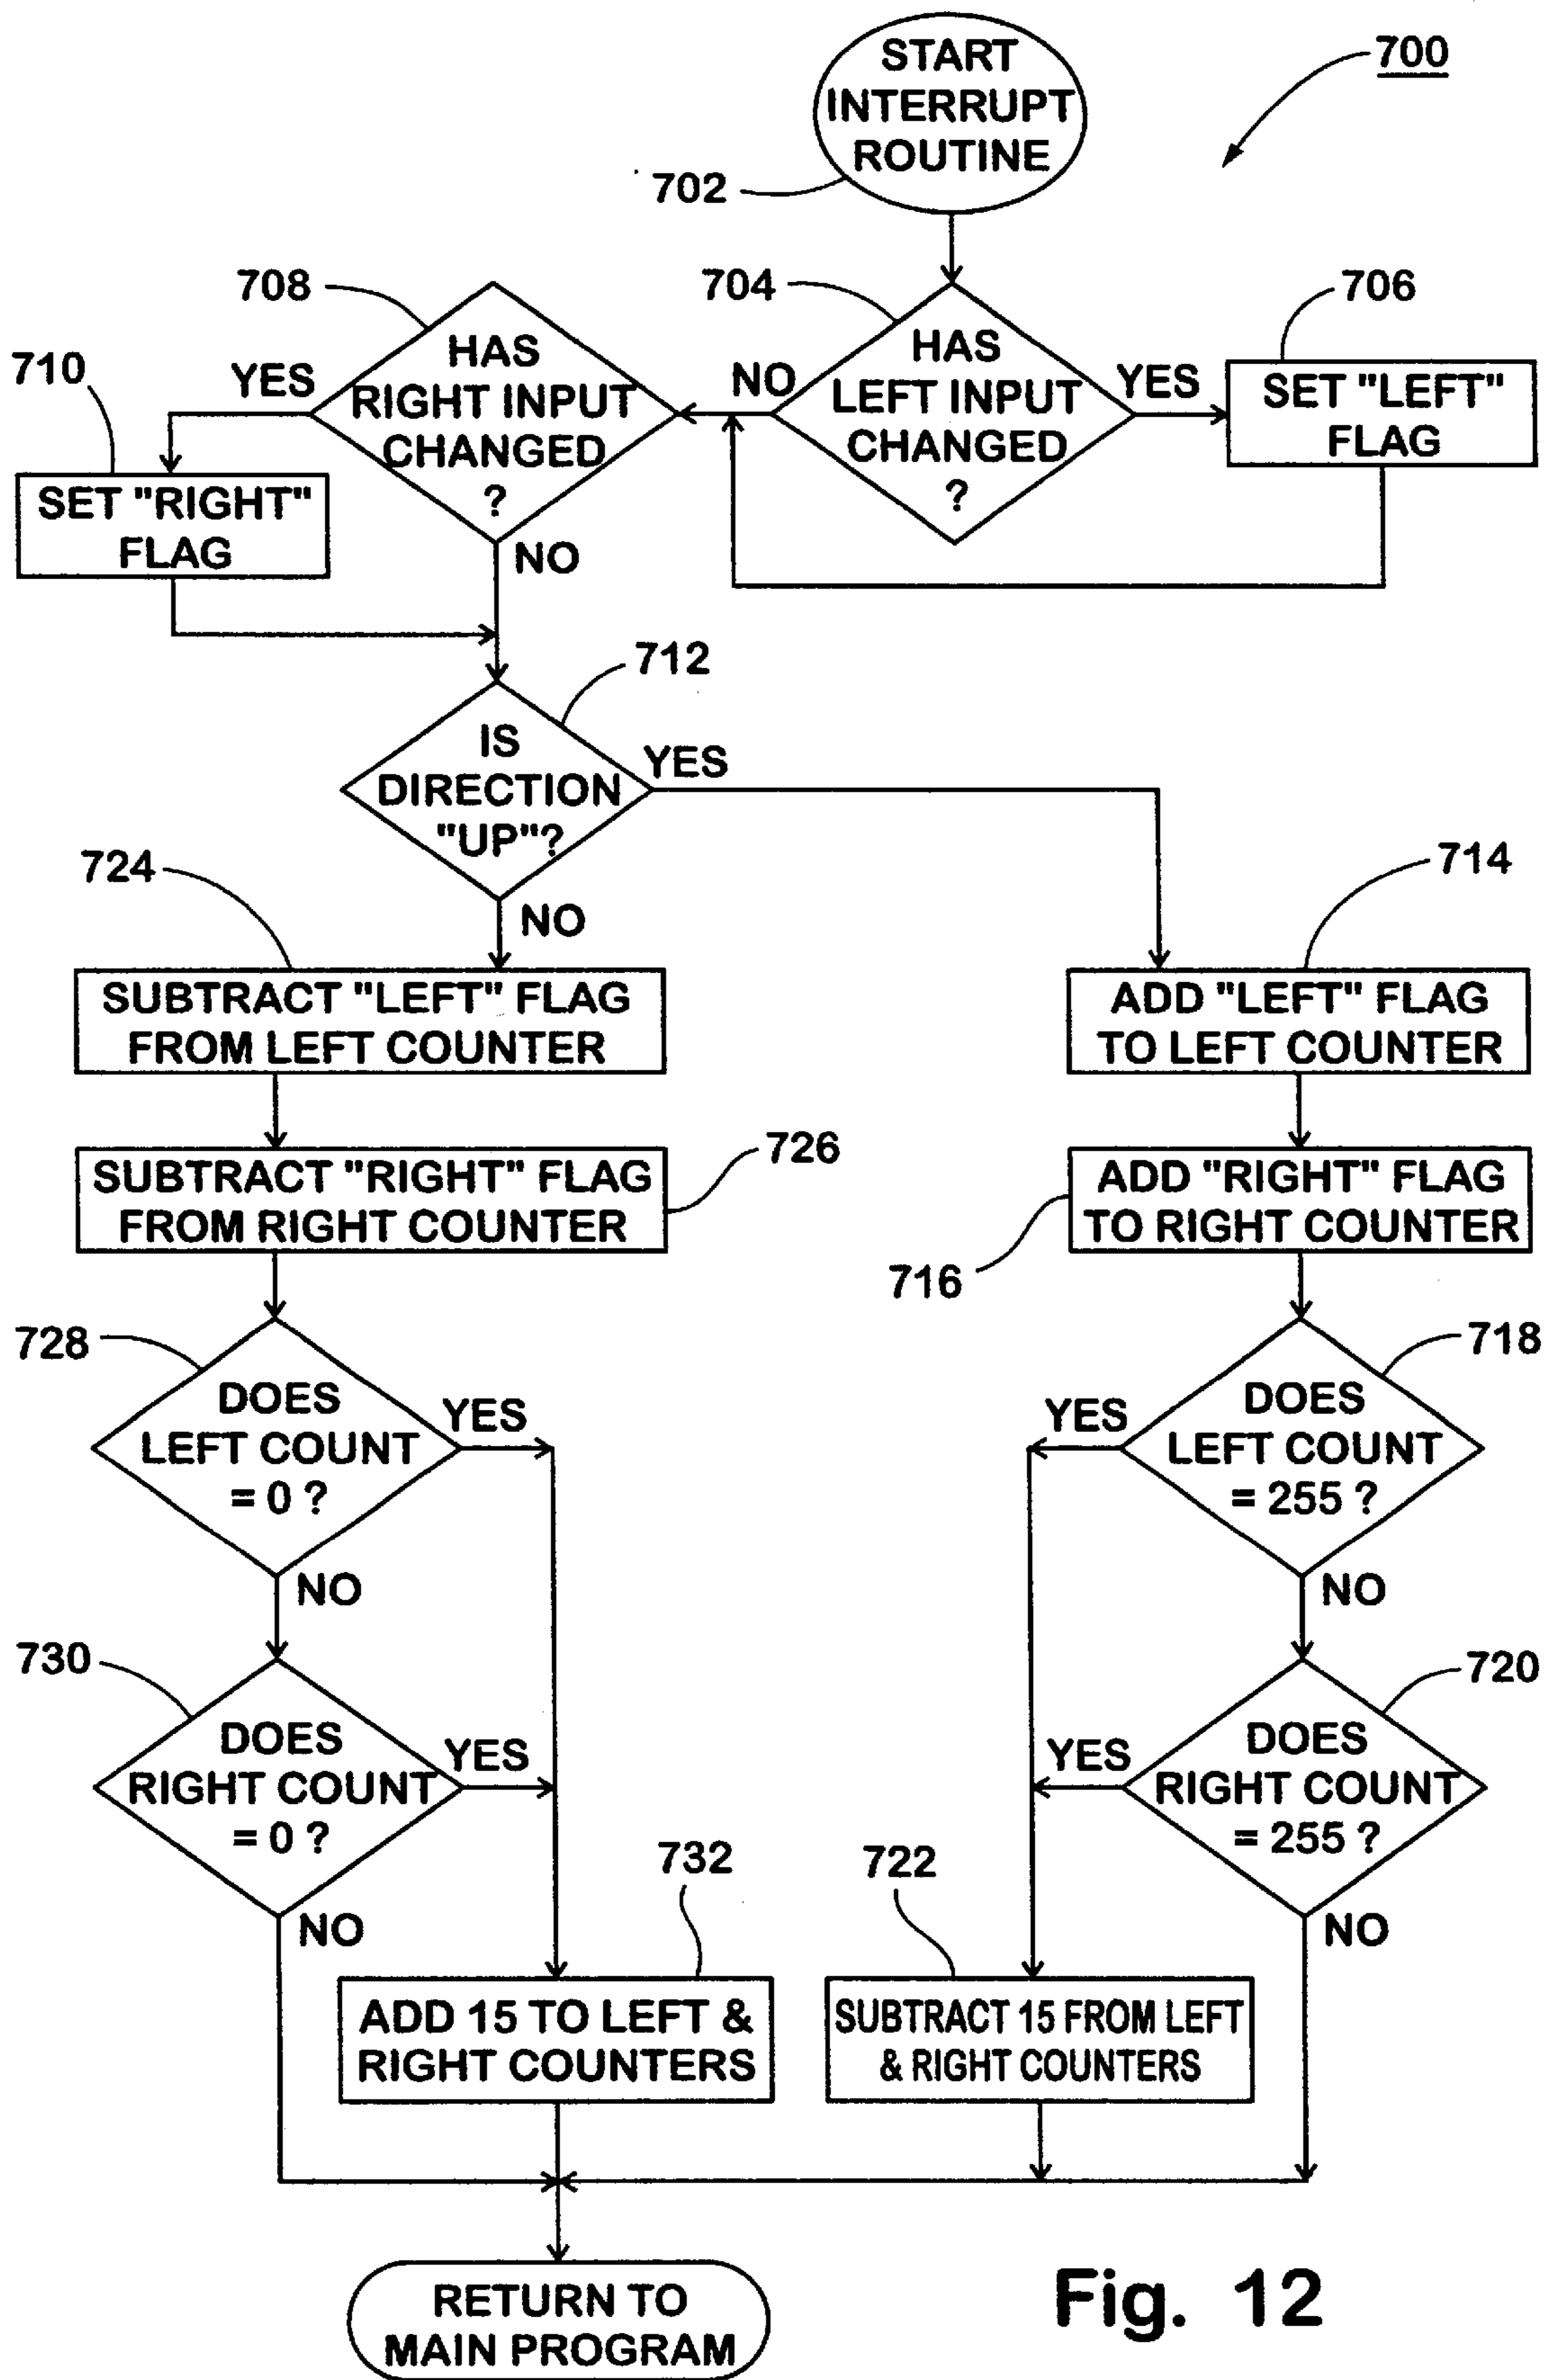 START
INTERRUPT
ROUTINE
700
702
704
HAS
LEFT INPUT
CHANGED
?
YES
NO
706
SET "LEFT"
FLAG
708
HAS
RIGHT INPUT
CHANGED
?
YES
NO
710
SET "RIGHT"
FLAG
712
IS
DIRECTION
"UP"?
YES
NO
724
SUBTRACT "LEFT" FLAG
FROM LEFT COUNTER
714
ADD "LEFT" FLAG
TO LEFT COUNTER
SUBTRACT "RIGHT" FLAG
FROM RIGHT COUNTER
726
ADD "RIGHT" FLAG
TO RIGHT COUNTER
716
728
DOES
LEFT COUNT
= 0 ?
YES
NO
718
DOES
LEFT COUNT
= 255 ?
YES
NO
730
DOES
RIGHT COUNT
= 0 ?
YES
NO
720
DOES
RIGHT COUNT
= 255 ?
YES
NO
732
ADD 15 TO LEFT &
RIGHT COUNTERS
722
SUBTRACT 15 FROM LEFT
& RIGHT COUNTERS
RETURN TO
MAIN PROGRAM
Fig. 12